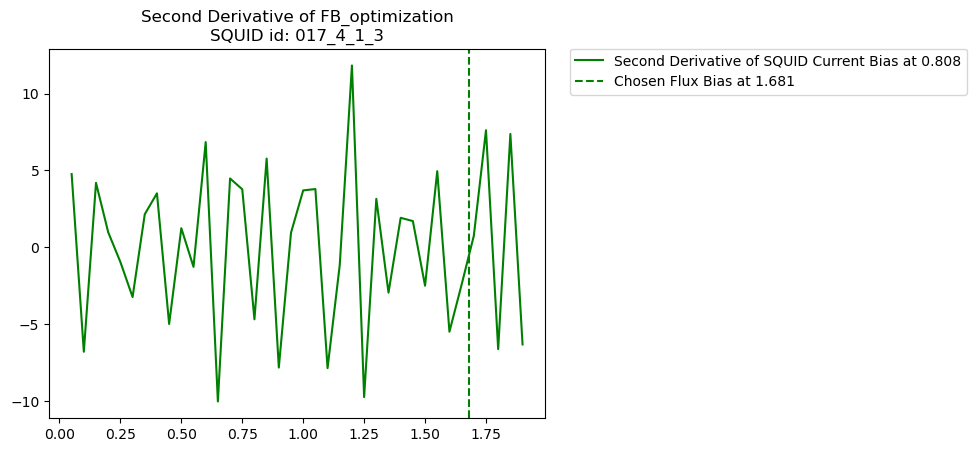 Second Derivative of FB_optimization
SQUID id: 017_4_1_3
Second Derivative of SQUID Current Bias at 0.808
Chosen Flux Bias at 1.681
10
5
0
−5
−10
0.00 0.25 0.50 0.75 1.00 1.25 1.50 1.75